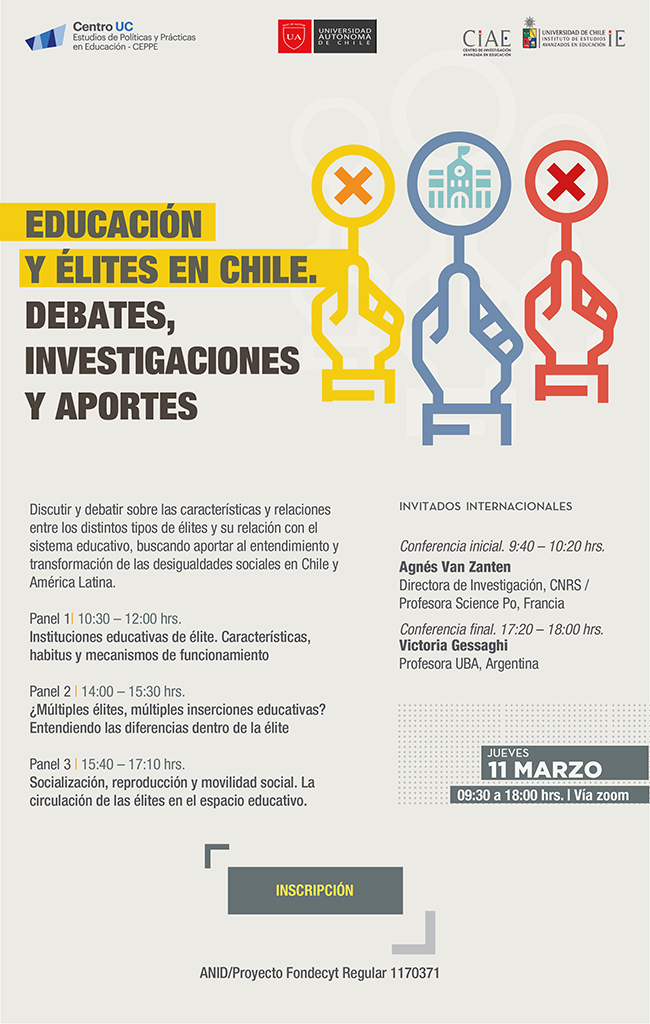 Centro UC
Estudios de Políticas y Prácticas
en Educación - CEPPE
UA
UNIVERSIDAD
AUTÓNOMA
DE CHILE
CIAE
CENTRO DE INVESTIGACIÓN
AVANZADA EN EDUCACIÓN
UNIVERSIDAD DE CHILE
INSTITUTO DE ESTUDIOS
AVANZADOS EN EDUCACIÓN
IE
EDUCACIÓN
Y ÉLITES EN CHILE.
DEBATES,
INVESTIGACIONES
Y APORTES
Discutir y debatir sobre las características y relaciones
entre los distintos tipos de élites y su relación con el
sistema educativo, buscando aportar al entendimiento y
transformación de las desigualdades sociales en Chile y
América Latina.
Panel 1| 10:30 – 12:00 hrs.
Instituciones educativas de élite. Características,
habitus y mecanismos de funcionamiento
Panel 2 | 14:00 – 15:30 hrs.
¿Múltiples élites, múltiples inserciones educativas?
Entendiendo las diferencias dentro de la élite
Panel 3 | 15:40 – 17:10 hrs.
Socialización, reproducción y movilidad social. La
circulación de las élites en el espacio educativo.
INVITADOS INTERNACIONALES
Conferencia inicial. 9:40 – 10:20 hrs.
Agnés Van Zanten
Directora de Investigación, CNRS /
Profesora Science Po, Francia
Conferencia final. 17:20 – 18:00 hrs.
Victoria Gessaghi
Profesora UBA, Argentina
JUEVES
11 MARZO
09:30 a 18:00 hrs. | Vía zoom
INSCRIPCIÓN
ANID/Proyecto Fondecyt Regular 1170371